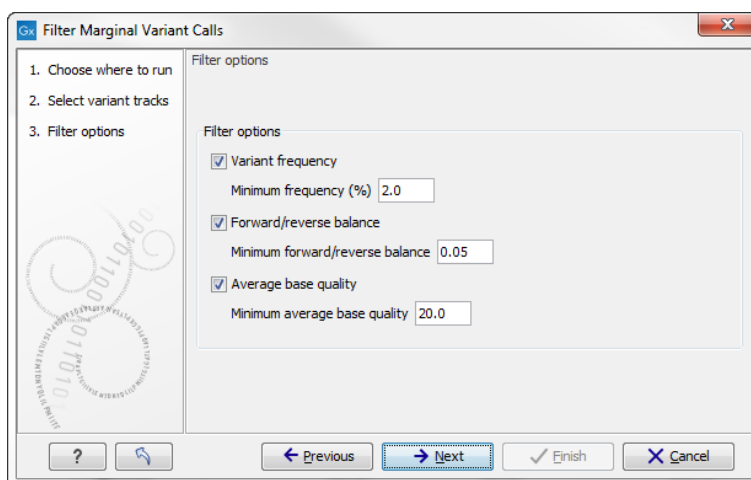 Gx Filter Marginal Variant Calls
1. Choose where to run
2. Select variant tracks
3. Filter options
Filter options
Filter options
Variant frequency
Minimum frequency (%) 2.0
Forward/reverse balance
Minimum forward/reverse balance 0.05
Average base quality
Minimum average base quality 20.0
? Previous Next Finish Cancel